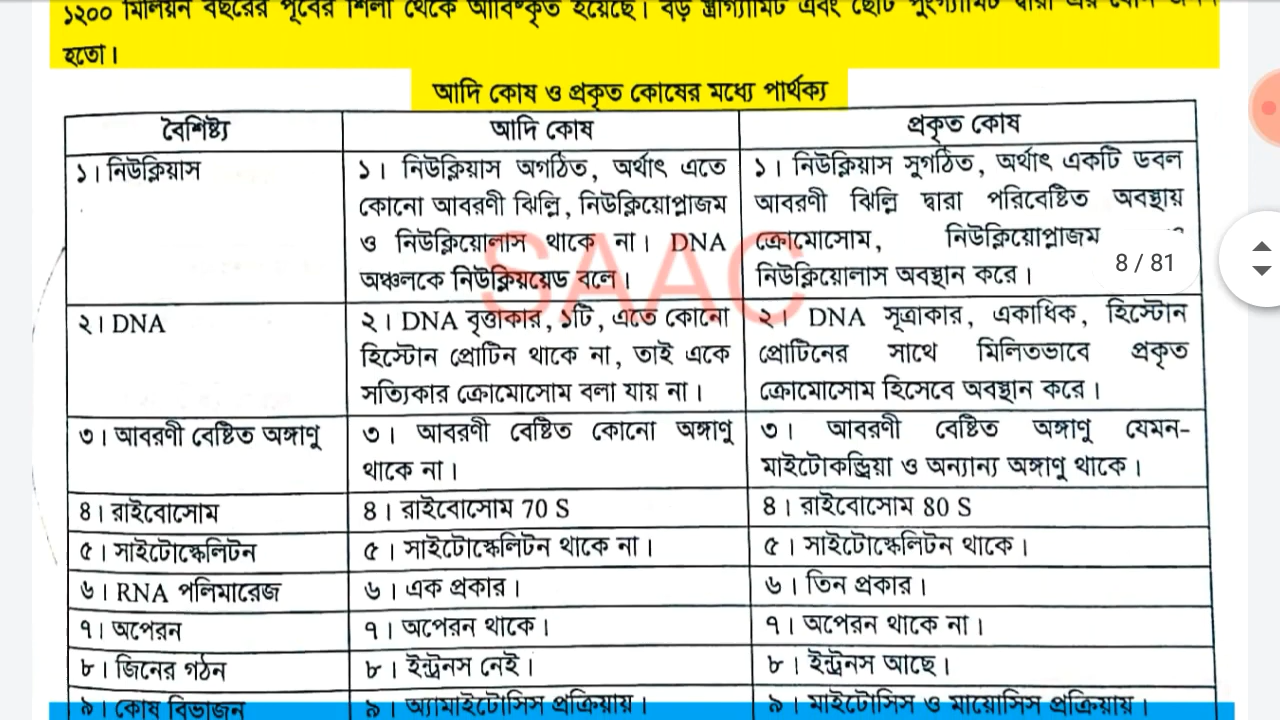 ১২০০ মিলিয়ন বছরের পূর্বের শিলা থেকে আবিষ্কৃত হয়েছে। বড় স্ত্রীগ্যামিট এবং ছোট পুংগ্যামিট দ্বারা এর যৌন
হতো।
আদি কোষ ও প্রকৃত কোষের মধ্যে পার্থক্য
বৈশিষ্ট্য আদি কোষ প্রকৃত কোষ
১। নিউক্লিয়াস ১। নিউক্লিয়াস অগঠিত, অর্থাৎ এতে ১। নিউক্লিয়াস সুগঠিত, অর্থাৎ একটি ডবল
কোনো আবরণী ঝিল্লি, নিউক্লিয়োপ্লাজম আবরণী ঝিল্লি দ্বারা পরিবেষ্টিত অবস্থায়
ও নিউক্লিয়োলাস থাকে না। DNA ক্রোমোসোম, নিউক্লিয়োপ্লাজম
অঞ্চলকে নিউক্লিয়য়েড বলে। নিউক্লিয়োলাস অবস্থান করে।
SAAC
8 / 81
২। DNA ২। DNA বৃত্তাকার, ১টি, এতে কোনো ২। DNA সূত্রাকার, একাধিক, হিস্টোন
হিস্টোন প্রোটিন থাকে না, তাই একে প্রোটিনের সাথে মিলিতভাবে প্রকৃত
সত্যিকার ক্রোমোসোম বলা যায় না। ক্রোমোসোম হিসেবে অবস্থান করে।
৩। আবরণী বেষ্টিত অঙ্গাণু ৩। আবরণী বেষ্টিত কোনো অঙ্গাণু ৩। আবরণী বেষ্টিত অঙ্গাণু যেমন-
থাকে না। মাইটোকন্ড্রিয়া ও অন্যান্য অঙ্গাণু থাকে।
৪। রাইবোসোম ৪। রাইবোসোম 70 S ৪। রাইবোসোম 80 S
৫। সাইটোস্কেলিটন ৫। সাইটোস্কেলিটন থাকে না। ৫। সাইটোস্কেলিটন থাকে।
৬। RNA পলিমারেজ ৬। এক প্রকার। ৬। তিন প্রকার।
৭। অপেরন ৭। অপেরন থাকে। ৭। অপেরন থাকে না।
৮। জিনের গঠন ৮। ইন্ট্রনস নেই। ৮। ইন্ট্রনস আছে।
৯। কোষ বিভাজন ৯। অ্যামাইটোসিস প্রক্রিয়ায়। ৯। মাইটোসিস ও মায়োসিস প্রক্রিয়ায়।